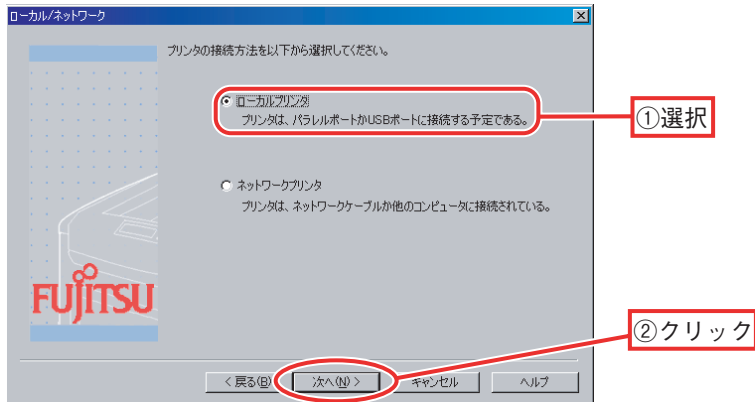 ローカル/ネットワーク
プリンタの接続方法を以下から選択してください。
ローカルプリンタ
プリンタは、パラレルポートかUSBポートに接続する予定である。
①選択
ネットワークプリンタ
プリンタは、ネットワークケーブルか他のコンピュータに接続されている。
FUJITSU
②クリック
< 戻る(B) 次へ(N) > キャンセル ヘルプ